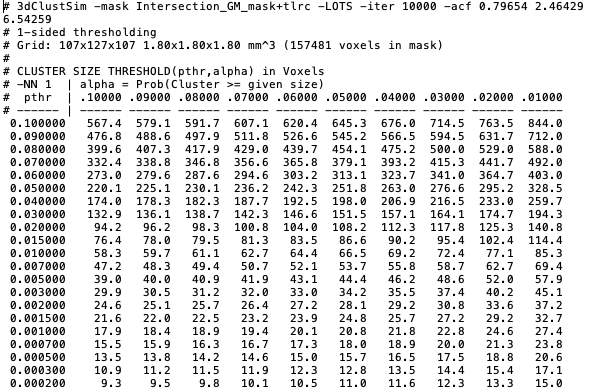 # 3dClustSim -mask Intersection_GM_mask+tlrc -LOTS -iter 10000 -acf 0.79654 2.46429
6.54259
# 1-sided thresholding
# Grid: 107x127x107 1.80x1.80x1.80 mm^3 (157481 voxels in mask)
#
# CLUSTER SIZE THRESHOLD(pthr,alpha) in Voxels
# -NN 1 | alpha = Prob(Cluster >= given size)
# pthr | .10000 .09000 .08000 .07000 .06000 .05000 .04000 .03000 .02000 .01000
# ------ | ------ ------ ------ ------ ------ ------ ------ ------ ------ ------
0.100000 567.4 579.1 591.7 607.1 620.4 645.3 676.0 714.5 763.5 844.0
0.090000 476.8 488.6 497.9 511.8 526.6 545.2 566.5 594.5 631.7 712.0
0.080000 399.6 407.3 417.9 429.0 439.7 454.1 475.2 500.0 529.0 588.0
0.070000 332.4 338.8 346.8 356.6 365.8 379.1 393.2 415.3 441.7 492.0
0.060000 273.0 279.6 287.6 294.6 303.2 313.1 323.7 341.0 364.7 403.0
0.050000 220.1 225.1 230.1 236.2 242.3 251.8 263.0 276.6 295.2 328.5
0.040000 174.0 178.3 182.3 187.7 192.5 198.0 206.9 216.5 233.0 259.7
0.030000 132.9 136.1 138.7 142.3 146.6 151.5 157.1 164.1 174.7 194.3
0.020000 94.2 96.2 98.3 100.8 104.0 108.2 112.3 117.8 125.3 140.8
0.015000 76.4 78.0 79.5 81.3 83.5 86.6 90.2 95.4 102.4 114.4
0.010000 58.3 59.7 61.1 62.7 64.4 66.5 69.2 72.4 77.1 85.3
0.007000 47.2 48.3 49.4 50.7 52.1 53.7 55.8 58.7 62.7 69.4
0.005000 39.0 40.0 40.9 41.9 43.1 44.4 46.2 48.6 52.0 57.9
0.003000 29.9 30.5 31.2 32.0 33.0 34.2 35.5 37.4 40.2 45.1
0.002000 24.6 25.1 25.7 26.4 27.2 28.1 29.2 30.8 33.6 37.2
0.001500 21.6 22.0 22.5 23.2 23.9 24.8 25.7 27.2 29.2 32.7
0.001000 17.9 18.4 18.9 19.4 20.1 20.8 21.8 22.8 24.6 27.4
0.000700 15.5 15.9 16.3 16.7 17.3 18.0 18.9 20.0 21.3 23.8
0.000500 13.5 13.8 14.2 14.6 15.0 15.7 16.5 17.5 18.8 20.6
0.000300 10.9 11.2 11.5 11.9 12.3 12.8 13.5 14.4 15.4 17.1
0.000200 9.3 9.5 9.8 10.1 10.5 11.0 11.6 12.3 13.3 15.0